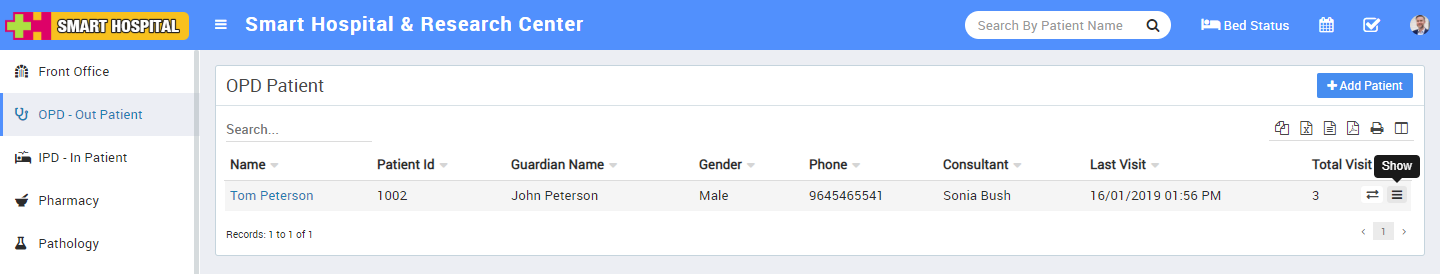 SMART HOSPITAL
Smart Hospital & Research Center
Search By Patient Name
Bed Status
Front Office
OPD - Out Patient
IPD - In Patient
Pharmacy
Pathology
OPD Patient
Add Patient
Search...
Name Patient Id Guardian Name Gender Phone Consultant Last Visit Total Visit
Show
Tom Peterson 1002 John Peterson Male 9645465541 Sonia Bush 16/01/2019 01:56 PM 3
Records: 1 to 1 of 1
1